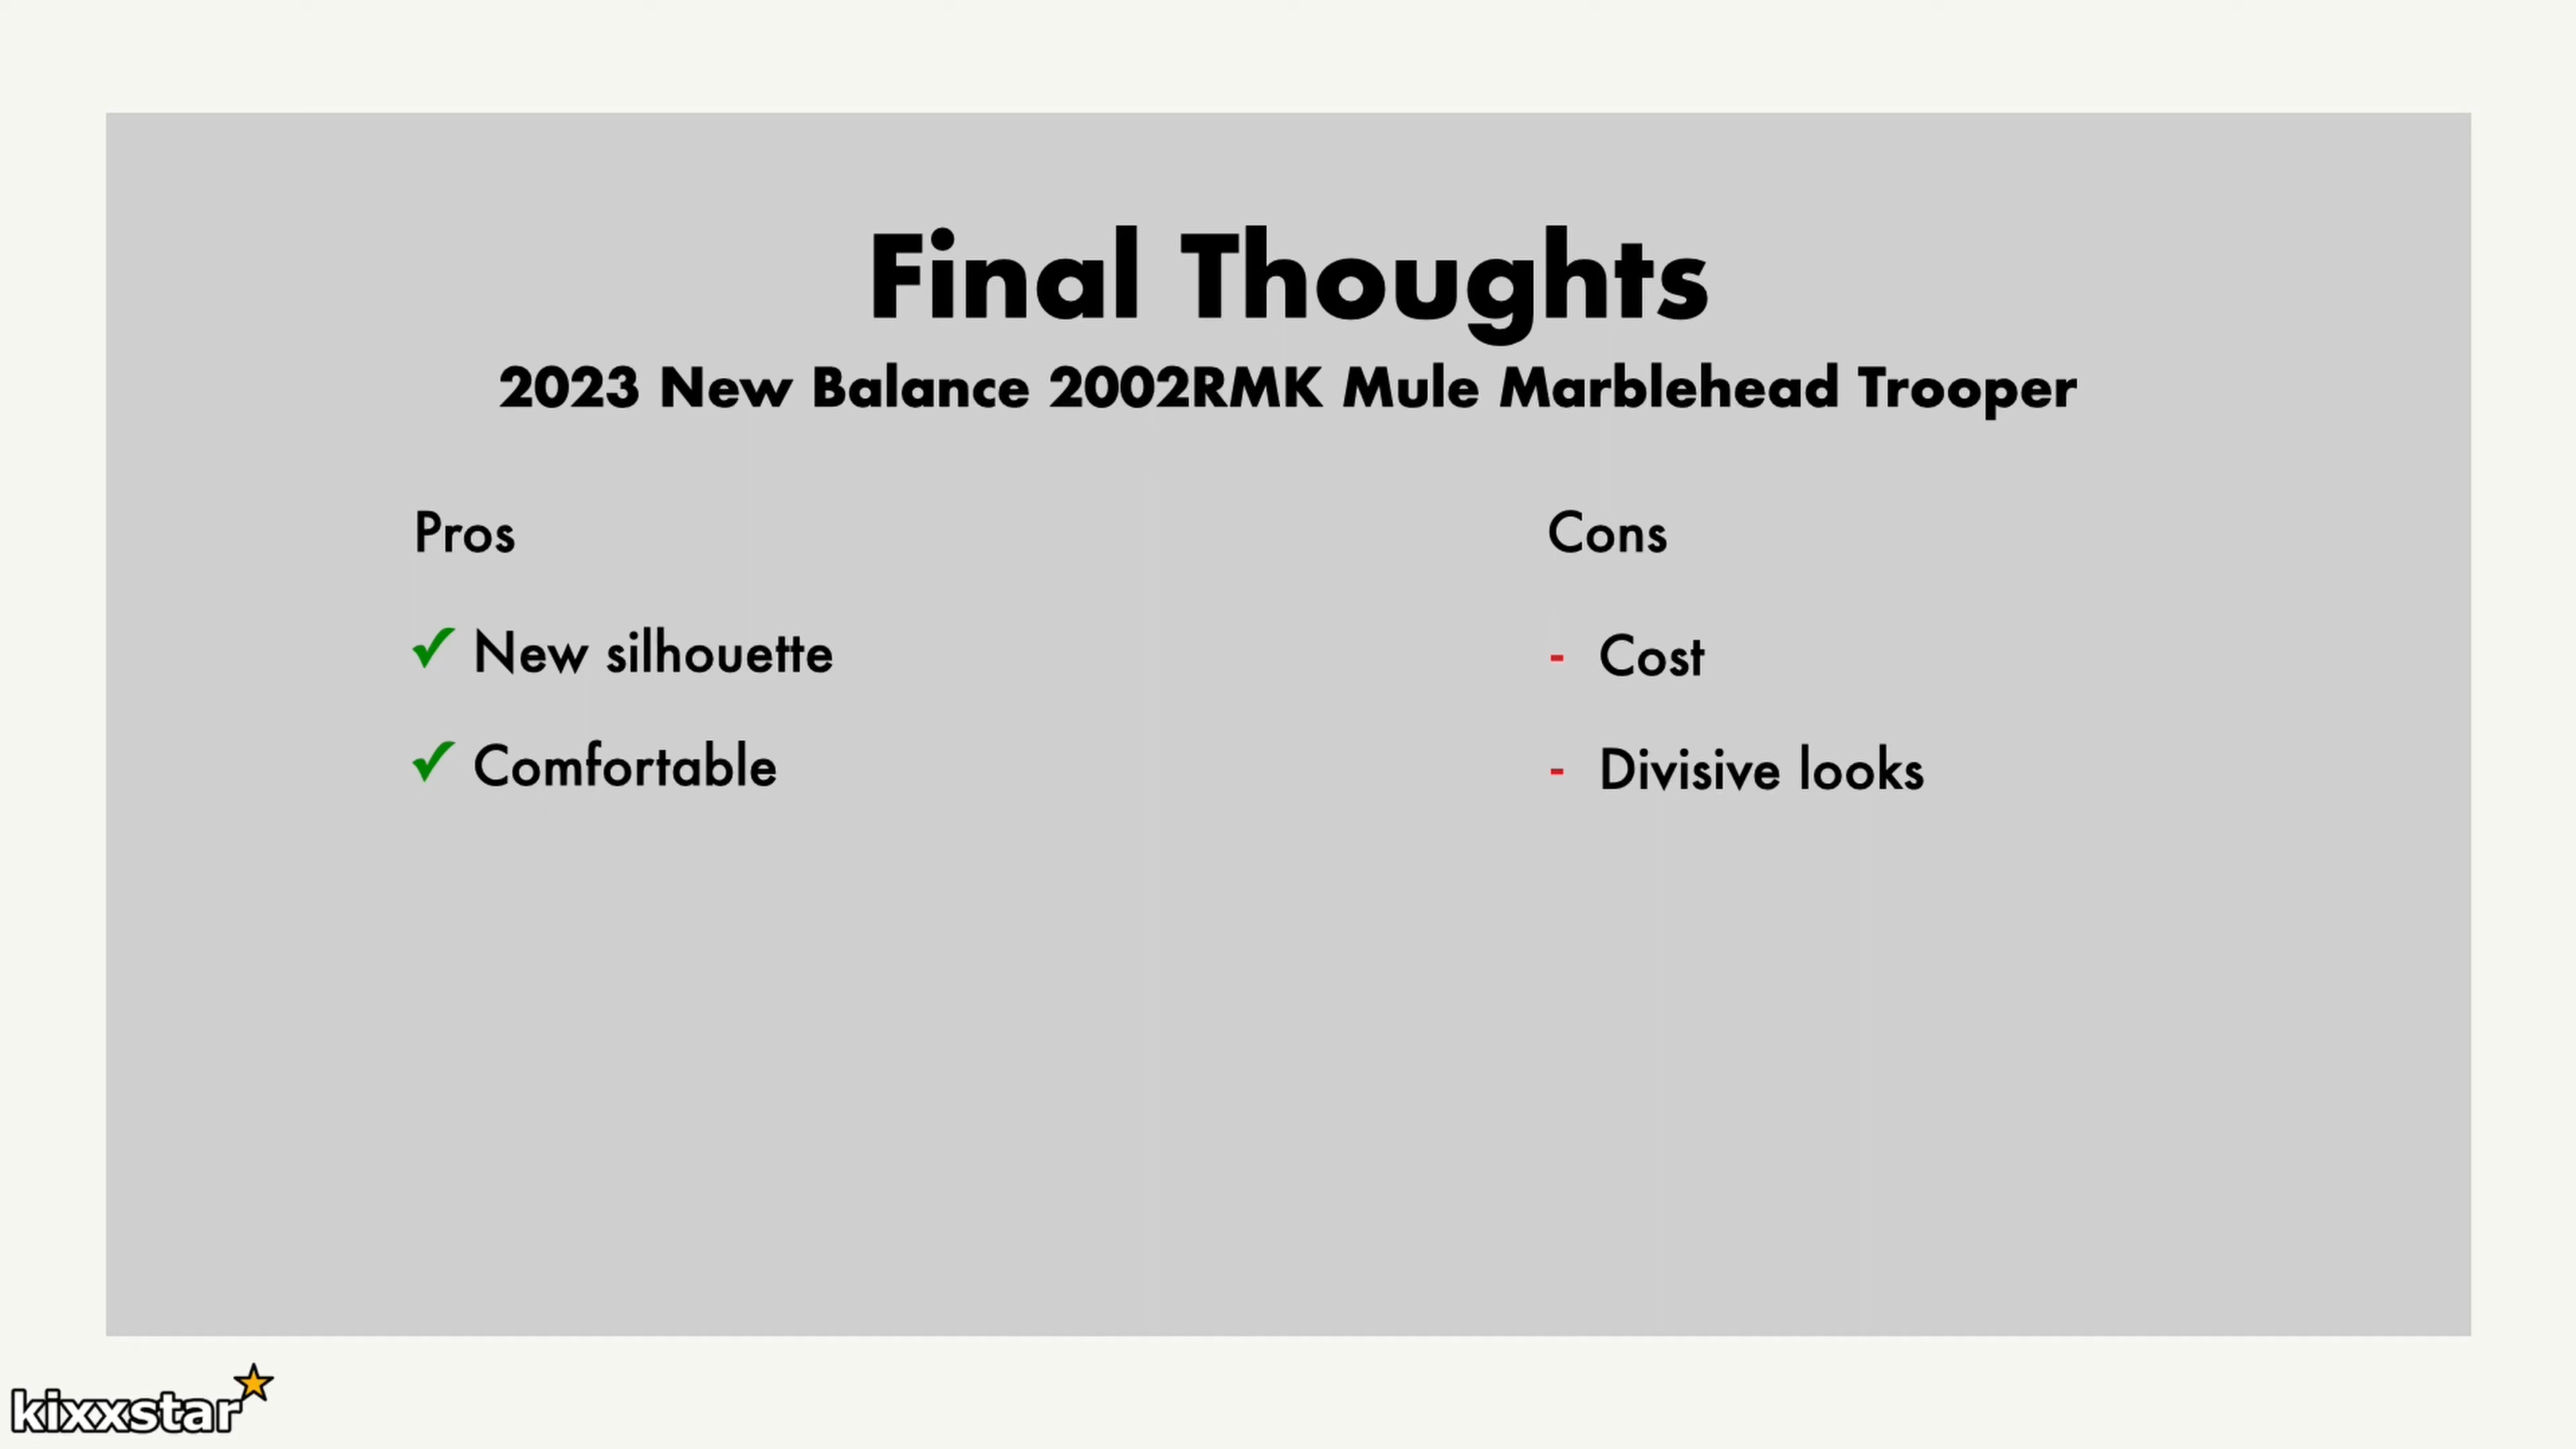 Final Thoughts
2023 New Balance 2002RMK Mule Marblehead Trooper
Pros
✓ New silhouette
✓ Comfortable
Cons
- Cost
- Divisive looks
kixxstar